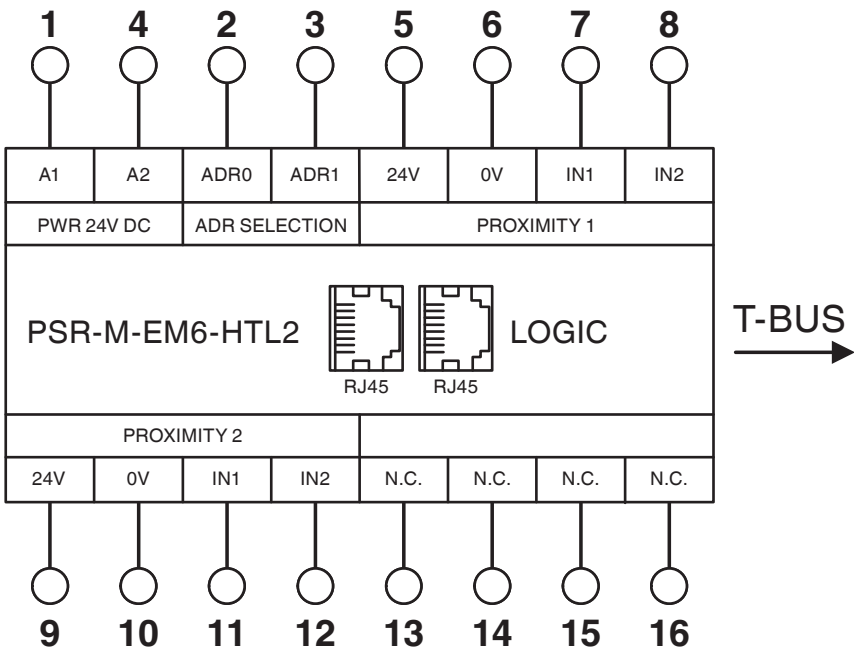 1 4 2 3 5 6 7 8
A1 A2 ADR0 ADR1 24V 0V IN1 IN2
PWR 24V DC ADR SELECTION PROXIMITY 1
PSR-M-EM6-HTL2 LOGIC T-BUS
RJ45 RJ45
PROXIMITY 2
24V 0V IN1 IN2 N.C. N.C. N.C. N.C.
9 10 11 12 13 14 15 16